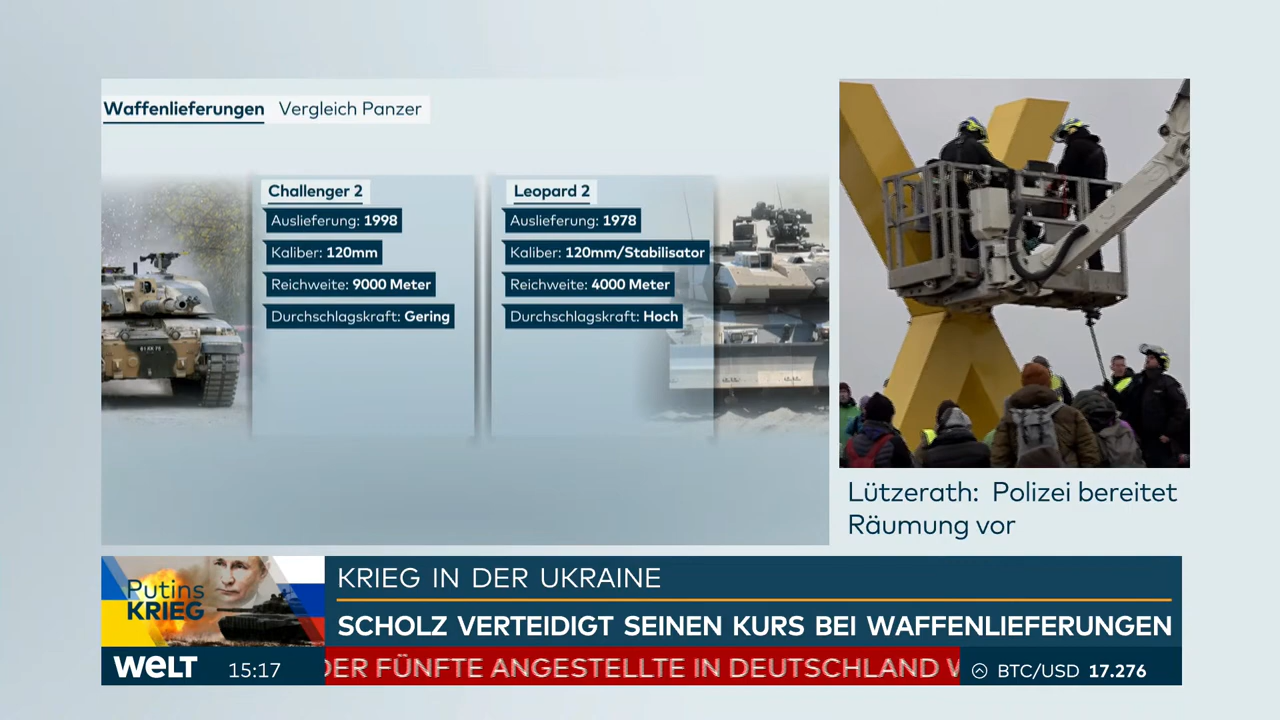 Waffenlieferungen Vergleich Panzer
Challenger 2
Auslieferung: 1998
Kaliber: 120mm
Reichweite: 9000 Meter
Durchschlagskraft: Gering
Leopard 2
Auslieferung: 1978
Kaliber: 120mm/Stabilisator
Reichweite: 4000 Meter
Durchschlagskraft: Hoch
Lützerath: Polizei bereitet
Räumung vor
Putins
KRIEG
KRIEG IN DER UKRAINE
SCHOLZ VERTEIDIGT SEINEN KURS BEI WAFFENLIEFERUNGEN
WELT 15:17
DER FÜNFTE ANGESTELLTE IN DEUTSCHLAND W
BTC/USD 17.276